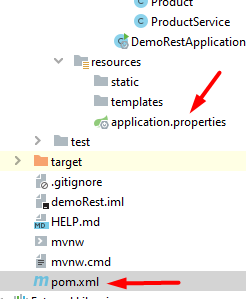 Product
ProductService
DemoRestApplication
resources
static
templates
application.properties
test
target
.gitignore
demoRest.iml
HELP.md
mvnw
mvnw.cmd
pom.xml